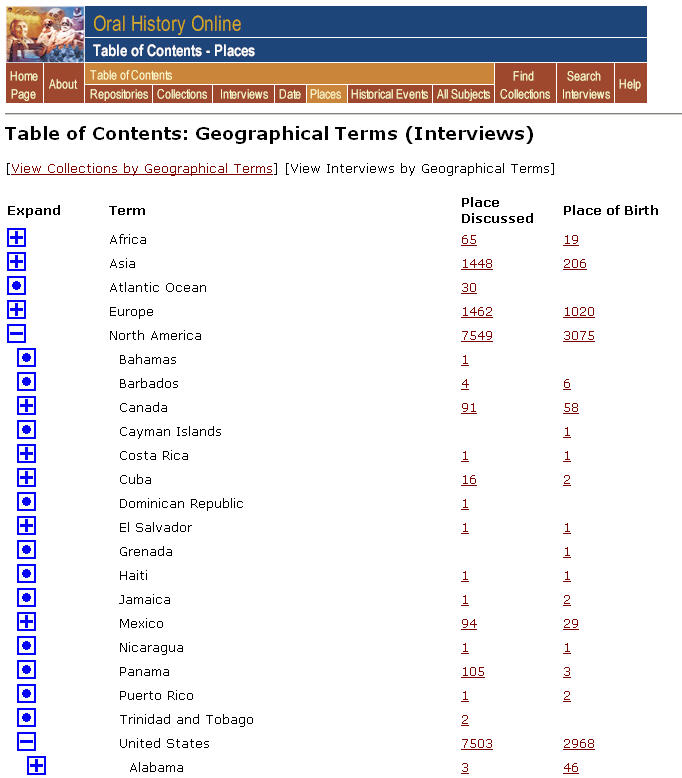 Oral History Online
Table of Contents - Places
Home Page
About
Table of Contents
Repositories Collections Interviews Date Places Historical Events All Subjects
Find Collections
Search Interviews
Help
Table of Contents: Geographical Terms (Interviews)
[View Collections by Geographical Terms] [View Interviews by Geographical Terms]
Expand Term Place Discussed Place of Birth
Africa 65 19
Asia 1448 206
Atlantic Ocean 30
Europe 1462 1020
North America 7549 3075
Bahamas 1
Barbados 4 6
Canada 91 58
Cayman Islands 1
Costa Rica 1 1
Cuba 16 2
Dominican Republic 1
El Salvador 1 1
Grenada 1
Haiti 1 1
Jamaica 1 2
Mexico 94 29
Nicaragua 1 1
Panama 105 3
Puerto Rico 1 2
Trinidad and Tobago 2
United States 7503 2968
Alabama 3 46